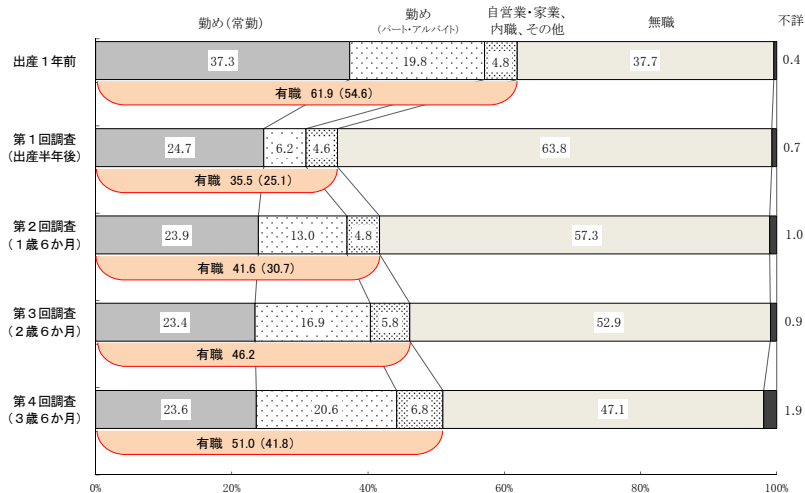 勤め（常勤）
勤め
（パート・アルバイト）
自営業・家業、
内職、その他
無職
不詳
出産１年前
37.3
19.8
4.8
37.7
0.4
有職 61.9（54.6）
第１回調査
（出産半年後）
24.7
6.2
4.6
63.8
0.7
有職 35.5（25.1）
第２回調査
（１歳６か月）
23.9
13.0
4.8
57.3
1.0
有職 41.6（30.7）
第３回調査
（２歳６か月）
23.4
16.9
5.8
52.9
0.9
有職 46.2
第４回調査
（３歳６か月）
23.6
20.6
6.8
47.1
1.9
有職 51.0（41.8）
0%
20%
40%
60%
80%
100%